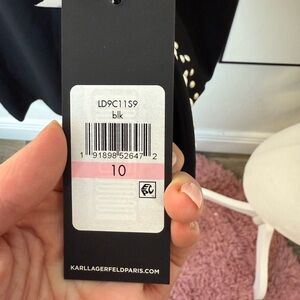 LD9C11S9
blk
1 91898 52647 2
10
KARLLAGERFELDPARIS.COM